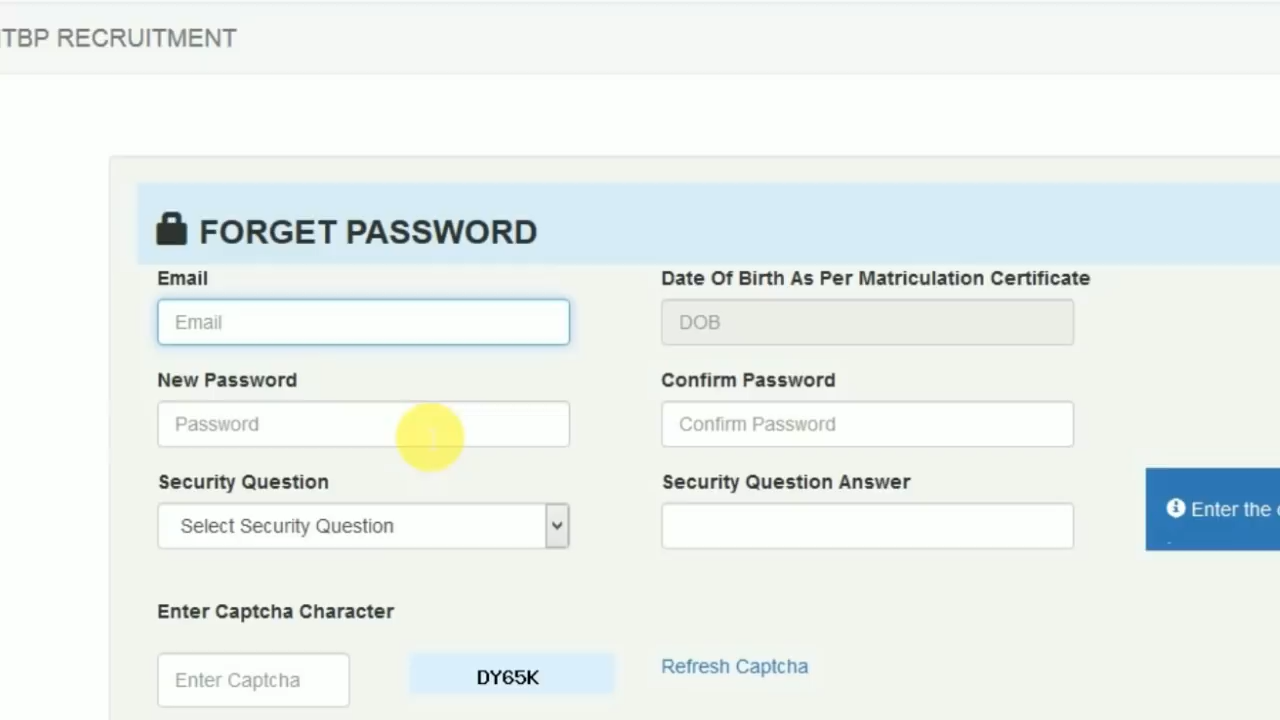 TBP RECRUITMENT
FORGET PASSWORD
Email
Date Of Birth As Per Matriculation Certificate
Email
DOB
New Password
Confirm Password
Password
Confirm Password
Security Question
Security Question Answer
Select Security Question
Enter the
Enter Captcha Character
Enter Captcha
DY65K
Refresh Captcha